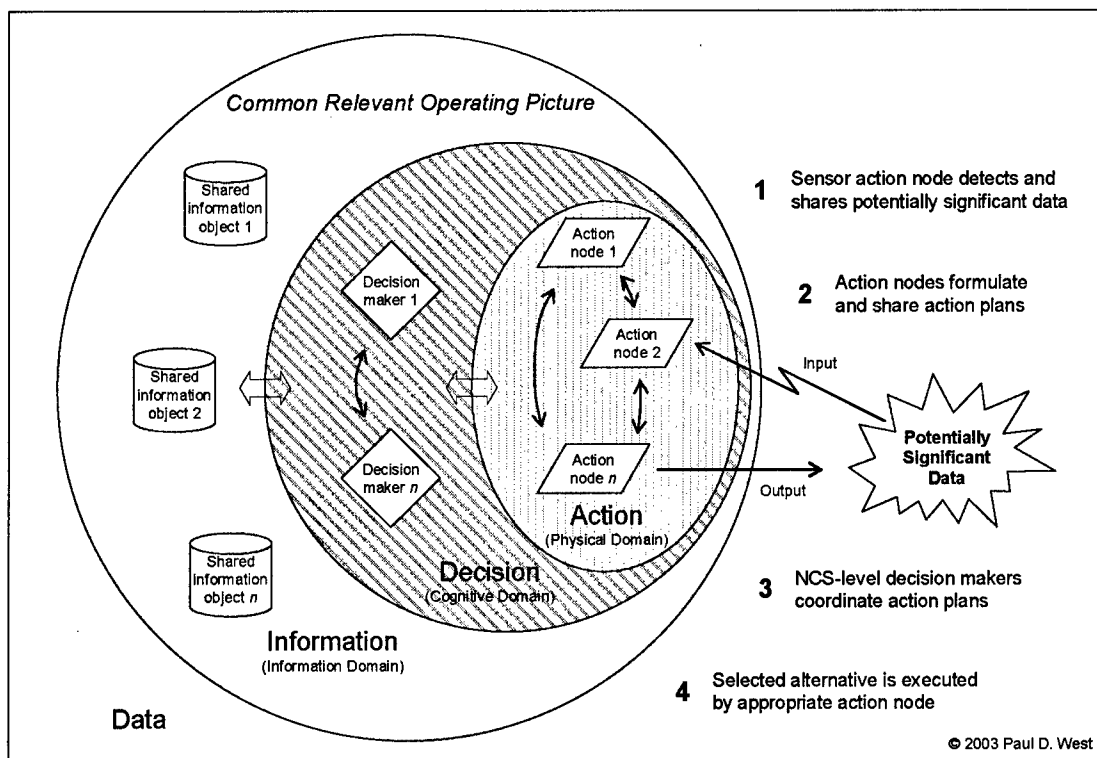 Common Relevant Operating Picture
Shared
information
object 1
Shared
information
object 2
Shared
information
object n
Decision
maker 1
Decision
maker n
Action
node 1
Action
node 2
Action
node n
Action
(Physical Domain)
Decision
(Cognitive Domain)
Information
(Information Domain)
Data
Input
Output
Potentially
Significant
Data
1 Sensor action node detects and
shares potentially significant data
2 Action nodes formulate
and share action plans
3 NCS-level decision makers
coordinate action plans
4 Selected alternative is executed
by appropriate action node
© 2003 Paul D. West